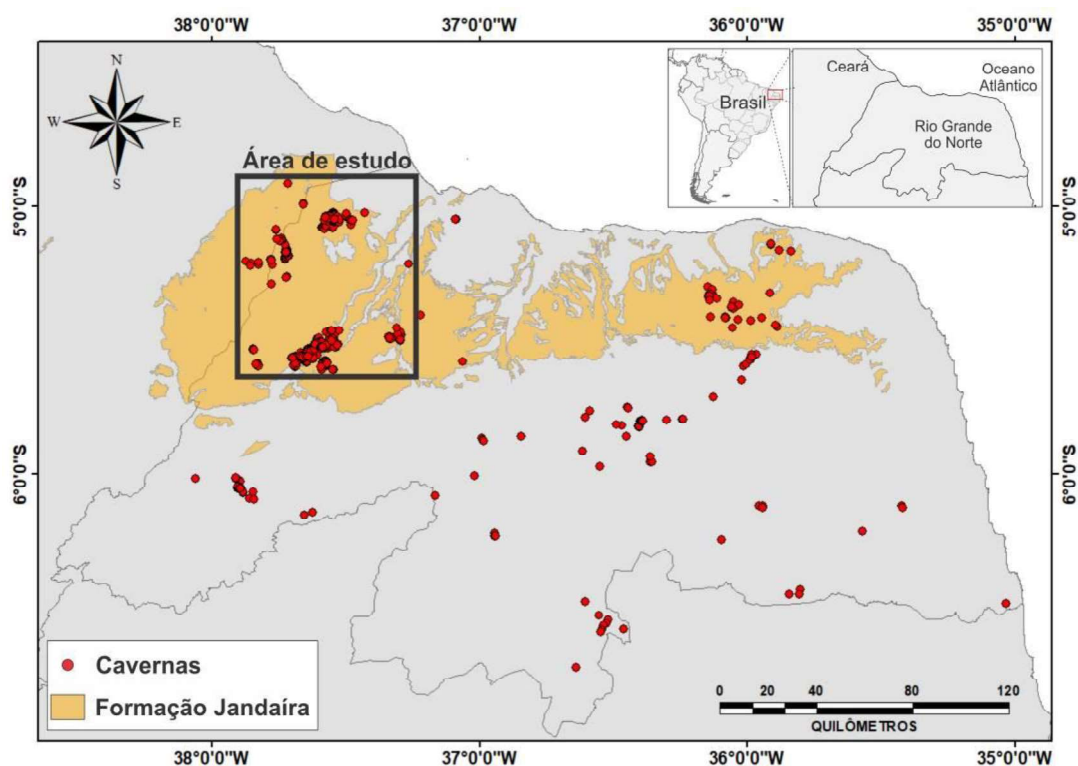 38°0'0"W 37°0'0"W 36°0'0"W 35°0'0"W
N
W E
S
Ceará
Oceano
Atlântico
Brasil
Rio Grande
do Norte
Área de estudo
5°0'0"S 5°0'0"S
6°0'0"S 6°0'0"S
Cavernas
Formação Jandaíra
0 10 20 40 80 120
QUILÔMETROS
38°0'0"W 37°0'0"W 36°0'0"W 35°0'0"W